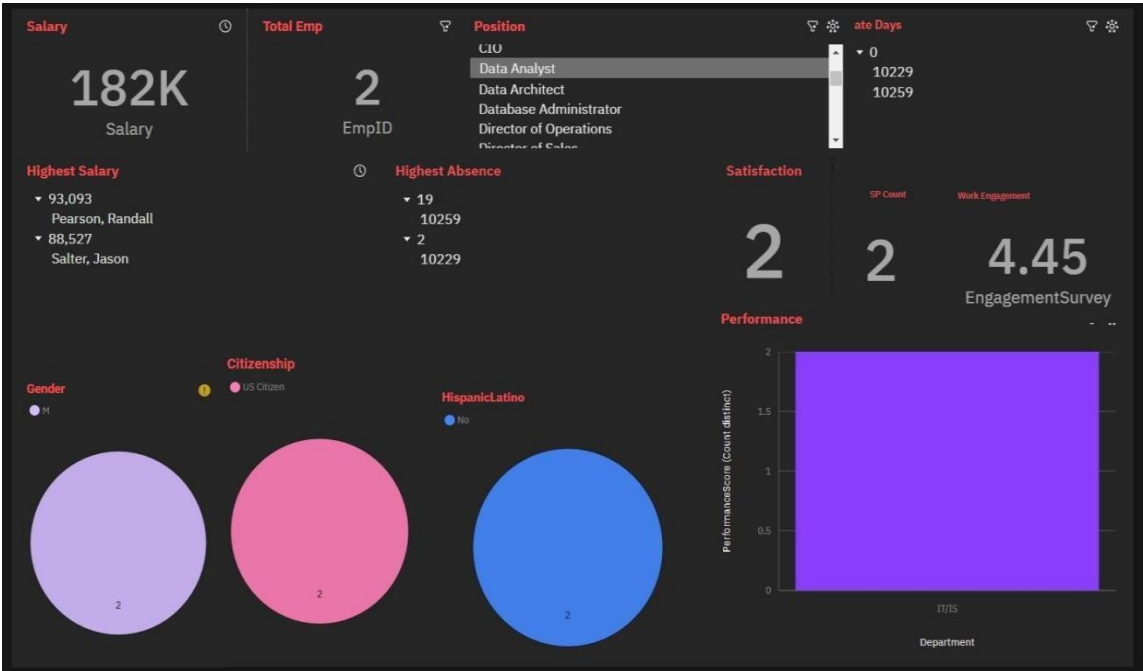 Salary
182K
Salary
Total Emp
2
EmpID
Position
CIO
Data Analyst
Data Architect
Database Administrator
Director of Operations
Director of Sales
ate Days
0
10229
10259
Highest Salary
93,093
Pearson, Randall
88,527
Salter, Jason
Highest Absence
19
10259
2
10229
Satisfaction
2
SP Count
2
Work Engagement
4.45
EngagementSurvey
Gender
M
2
Citizenship
US Citizen
2
HispanicLatino
No
2
Performance
PerformanceScore (Count distinct)
2
1.5
1
0.5
0
IT/IS
Department